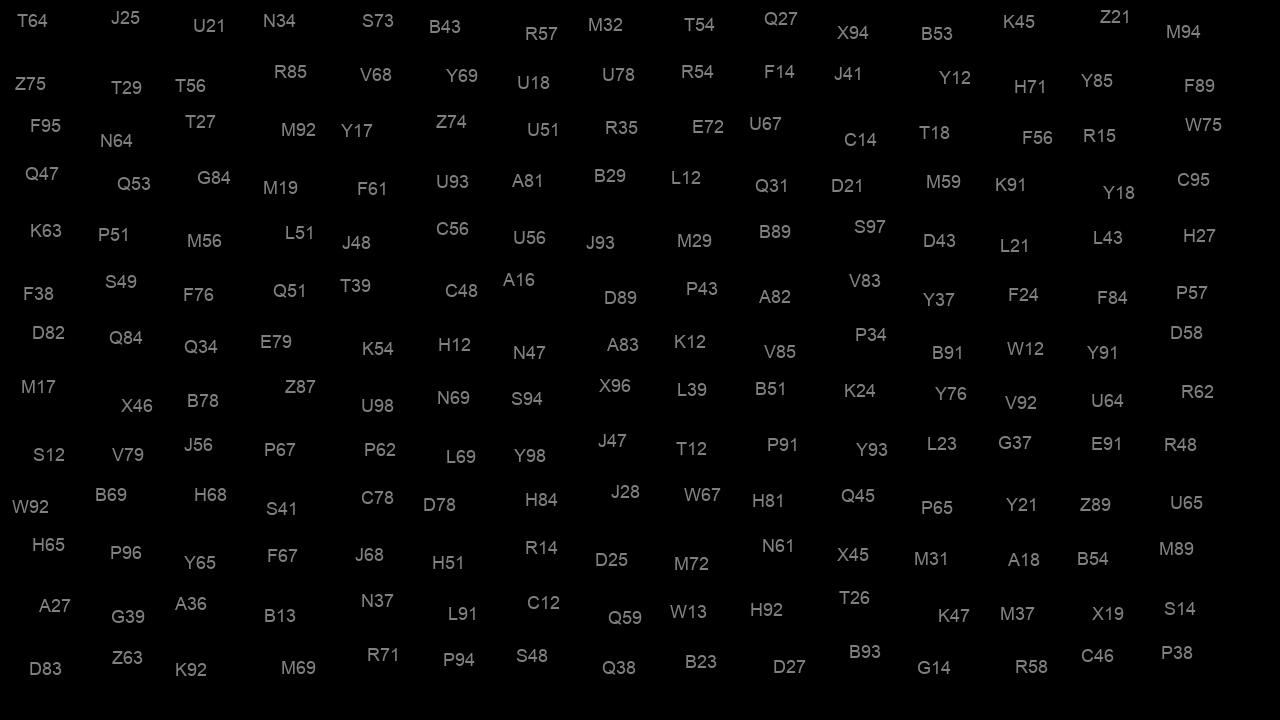 T64 J25 U21 N34 S73 B43 R57 M32 T54 Q27 X94 B53 K45 Z21 M94
Z75 T29 T56 R85 V68 Y69 U18 U78 R54 F14 J41 Y12 H71 Y85 F89
F95 N64 T27 M92 Y17 Z74 U51 R35 E72 U67 C14 T18 F56 R15 W75
Q47 Q53 G84 M19 F61 U93 A81 B29 L12 Q31 D21 M59 K91 Y18 C95
K63 P51 M56 L51 J48 C56 U56 J93 M29 B89 S97 D43 L21 L43 H27
F38 S49 F76 Q51 T39 C48 A16 D89 P43 A82 V83 Y37 F24 F84 P57
D82 Q84 Q34 E79 K54 H12 N47 A83 K12 V85 P34 B91 W12 Y91 D58
M17 X46 B78 Z87 U98 N69 S94 X96 L39 B51 K24 Y76 V92 U64 R62
S12 V79 J56 P67 P62 L69 Y98 J47 T12 P91 Y93 L23 G37 E91 R48
W92 B69 H68 S41 C78 D78 H84 J28 W67 H81 Q45 P65 Y21 Z89 U65
H65 P96 Y65 F67 J68 H51 R14 D25 M72 N61 X45 M31 A18 B54 M89
A27 G39 A36 B13 N37 L91 C12 Q59 W13 H92 T26 K47 M37 X19 S14
D83 Z63 K92 M69 R71 P94 S48 Q38 B23 D27 B93 G14 R58 C46 P38